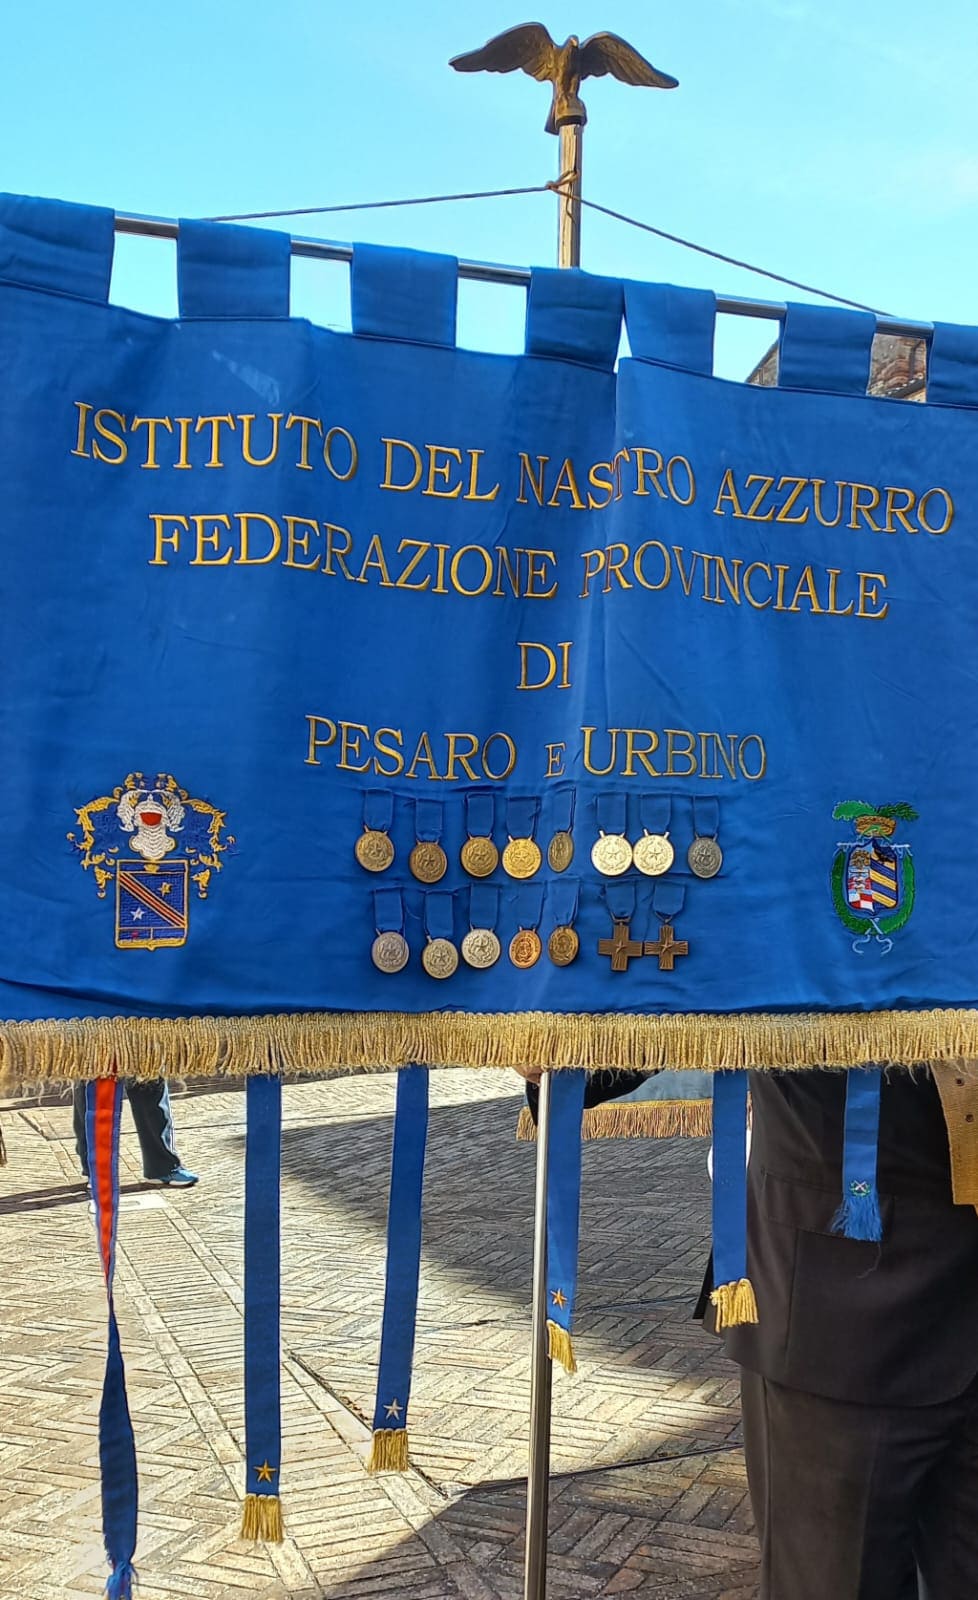 ISTITUTO DEL NASTRO AZZURRO
FEDERAZIONE PROVINCIALE
DI
PESARO E URBINO